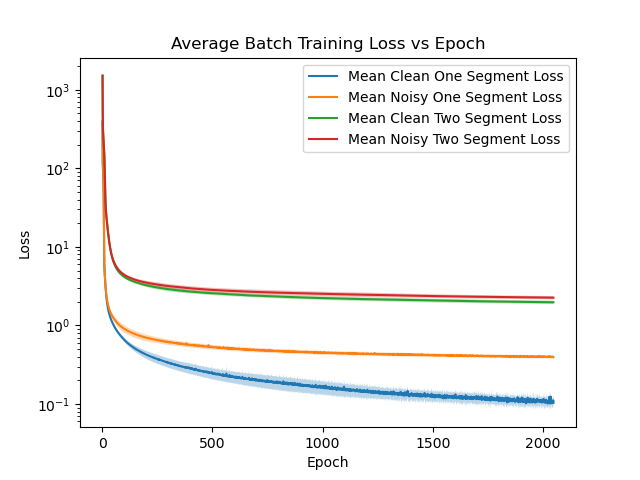 Average Batch Training Loss vs Epoch
Mean Clean One Segment Loss
Mean Noisy One Segment Loss
Mean Clean Two Segment Loss
Mean Noisy Two Segment Loss
Loss
10³
10²
10¹
10⁰
10⁻¹
0 500 1000 1500 2000
Epoch